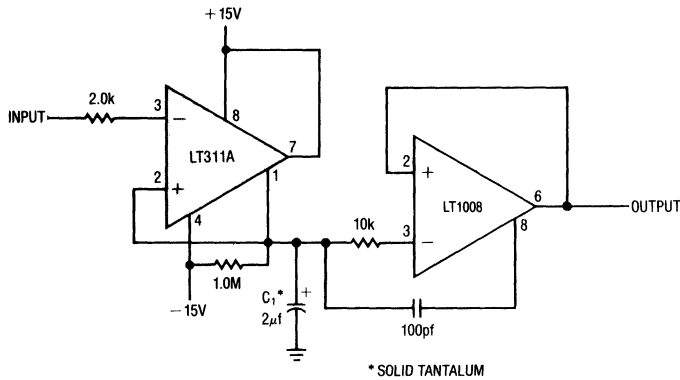 +15V
2.0k
INPUT
3
−
8
LT311A
7
2
+
1
4
1.0M
−15V
C1*
+
2µf
10k
2
+
LT1008
6
OUTPUT
3
−
8
100pf
* SOLID TANTALUM